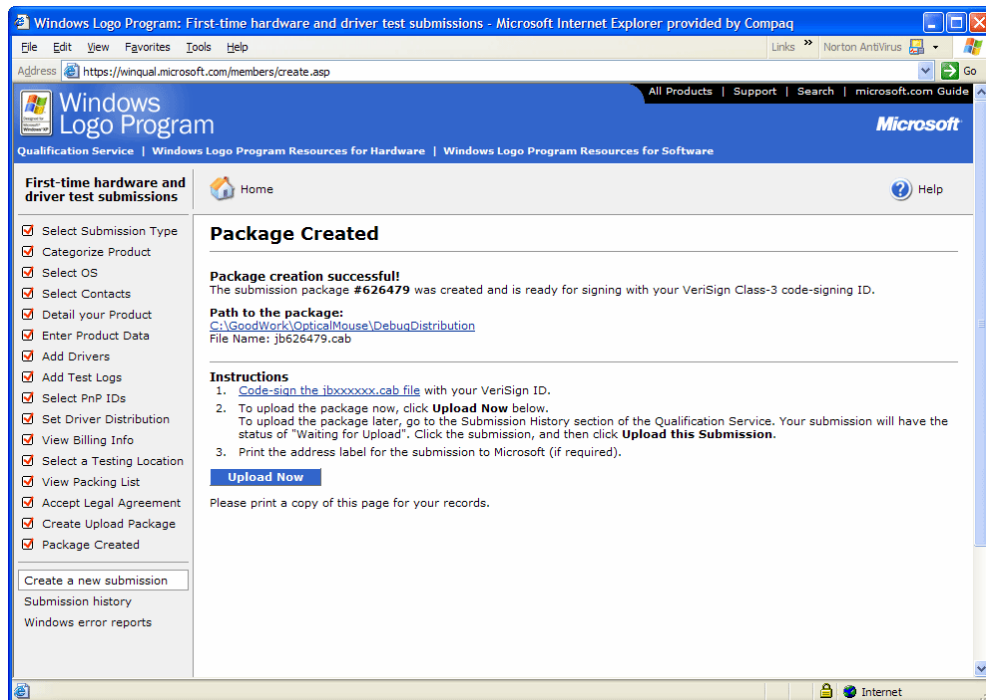 Windows Logo Program: First-time hardware and driver test submissions - Microsoft Internet Explorer provided by Compaq
File Edit View Favorites Tools Help
Links » Norton AntiVirus
Address https://winqual.microsoft.com/members/create.asp
Go
All Products | Support | Search | microsoft.com Guide
Windows
Logo Program
Microsoft
Qualification Service | Windows Logo Program Resources for Hardware | Windows Logo Program Resources for Software
First-time hardware and
driver test submissions
Home
Help
Select Submission Type
Categorize Product
Select OS
Select Contacts
Detail your Product
Enter Product Data
Add Drivers
Add Test Logs
Select PnP IDs
Set Driver Distribution
View Billing Info
Select a Testing Location
View Packing List
Accept Legal Agreement
Create Upload Package
Package Created
Create a new submission
Submission history
Windows error reports
Package Created
Package creation successful!
The submission package #626479 was created and is ready for signing with your VeriSign Class-3 code-signing ID.
Path to the package:
C:\GoodWork\OpticalMouse\DebugDistribution
File Name: jb626479.cab
Instructions
1. Code-sign the jbxxxxxx.cab file with your VeriSign ID.
2. To upload the package now, click Upload Now below.
To upload the package later, go to the Submission History section of the Qualification Service. Your submission will have the
status of "Waiting for Upload". Click the submission, and then click Upload this Submission.
3. Print the address label for the submission to Microsoft (if required).
Upload Now
Please print a copy of this page for your records.
Internet